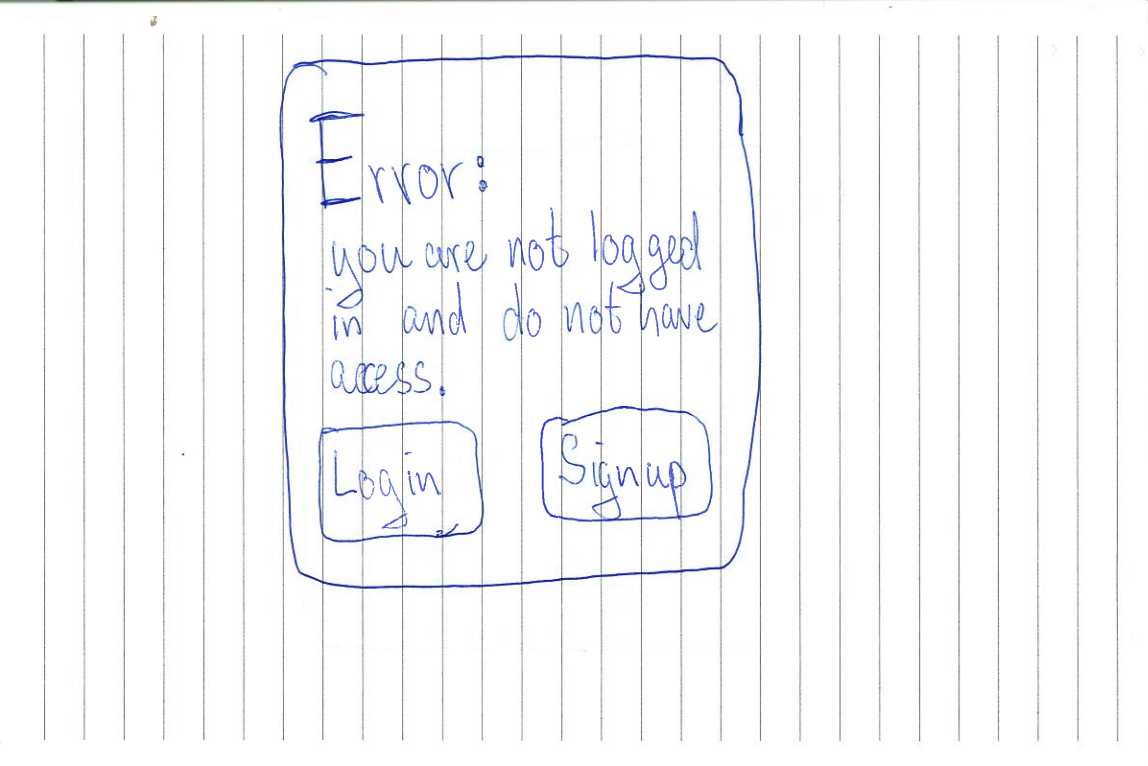 Error:
you are not logged
in and do not have
access.
Login
Signup